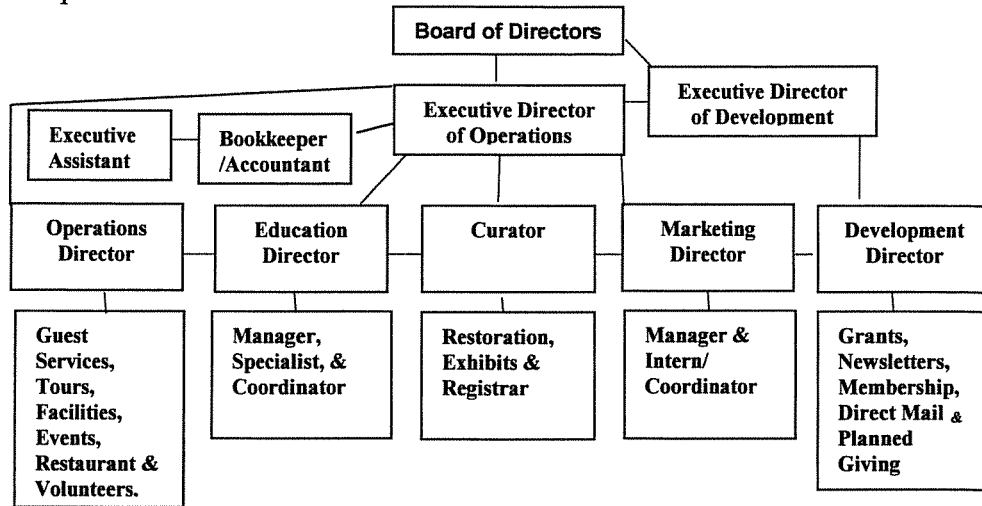 Board of Directors
Executive Director
of Operations
Executive Director
of Development
Executive
Assistant
Bookkeeper
/Accountant
Operations
Director
Education
Director
Curator
Marketing
Director
Development
Director
Guest
Services,
Tours,
Facilities,
Events,
Restaurant &
Volunteers.
Manager,
Specialist, &
Coordinator
Restoration,
Exhibits &
Registrar
Manager &
Intern/
Coordinator
Grants,
Newsletters,
Membership,
Direct Mail &
Planned
Giving